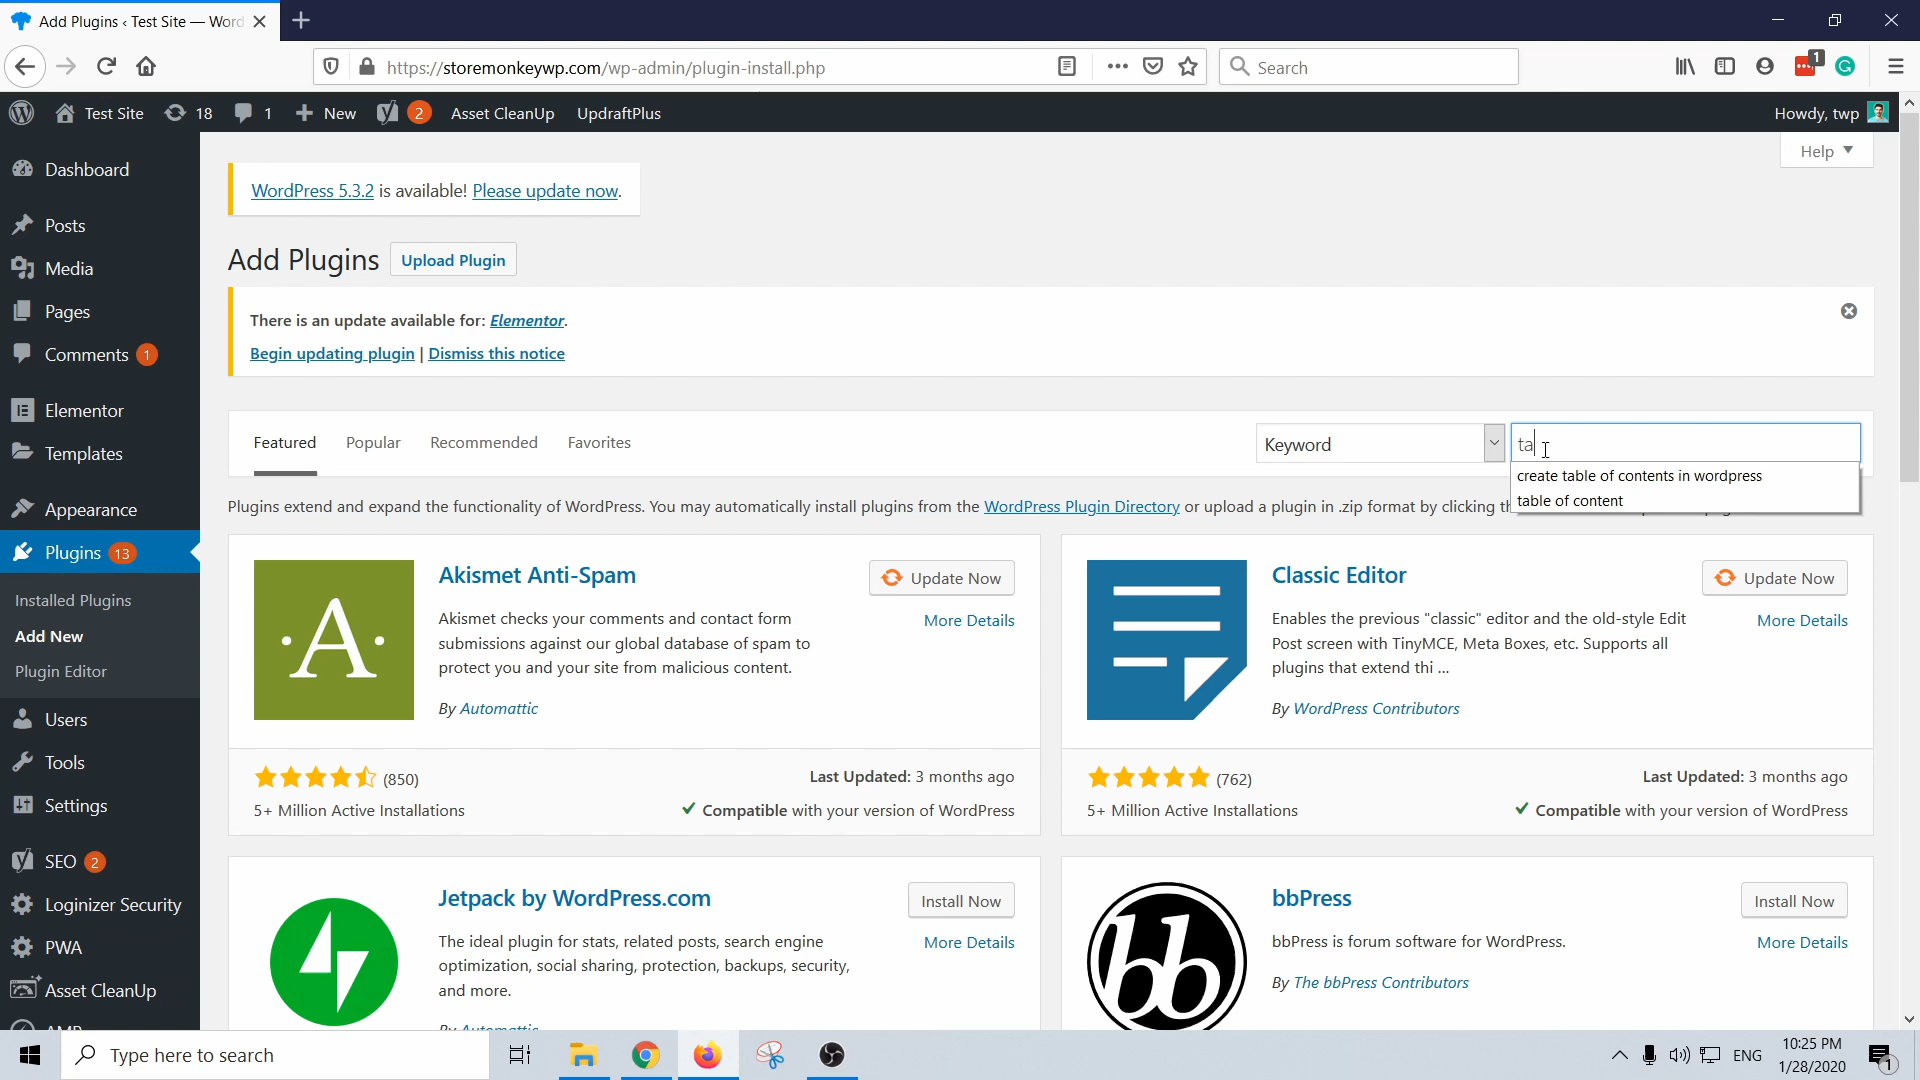 Add Plugins ‹ Test Site — Word
https://storemonkeywp.com/wp-admin/plugin-install.php
Search
1
Test Site
18
1
New
2
Asset CleanUp
UpdraftPlus
Howdy, twp
Help
Dashboard
Posts
Media
Pages
Comments 1
Elementor
Templates
Appearance
Plugins 13
Installed Plugins
Add New
Plugin Editor
Users
Tools
Settings
SEO 2
Loginizer Security
PWA
Asset CleanUp
WordPress 5.3.2 is available! Please update now.
Add Plugins
Upload Plugin
There is an update available for: Elementor.
Begin updating plugin | Dismiss this notice
Featured
Popular
Recommended
Favorites
Keyword
ta
create table of contents in wordpress
table of content
Plugins extend and expand the functionality of WordPress. You may automatically install plugins from the WordPress Plugin Directory or upload a plugin in .zip format by clicking
Akismet Anti-Spam
Update Now
More Details
Akismet checks your comments and contact form
submissions against our global database of spam to
protect you and your site from malicious content.
By Automattic
(850)
5+ Million Active Installations
Last Updated: 3 months ago
Compatible with your version of WordPress
Classic Editor
Update Now
More Details
Enables the previous "classic" editor and the old-style Edit
Post screen with TinyMCE, Meta Boxes, etc. Supports all
plugins that extend thi ...
By WordPress Contributors
(762)
5+ Million Active Installations
Last Updated: 3 months ago
Compatible with your version of WordPress
Jetpack by WordPress.com
Install Now
More Details
The ideal plugin for stats, related posts, search engine
optimization, social sharing, protection, backups, security,
and more.
By Automattic
bbPress
Install Now
More Details
bbPress is forum software for WordPress.
By The bbPress Contributors
Type here to search
ENG
10:25 PM
1/28/2020
1